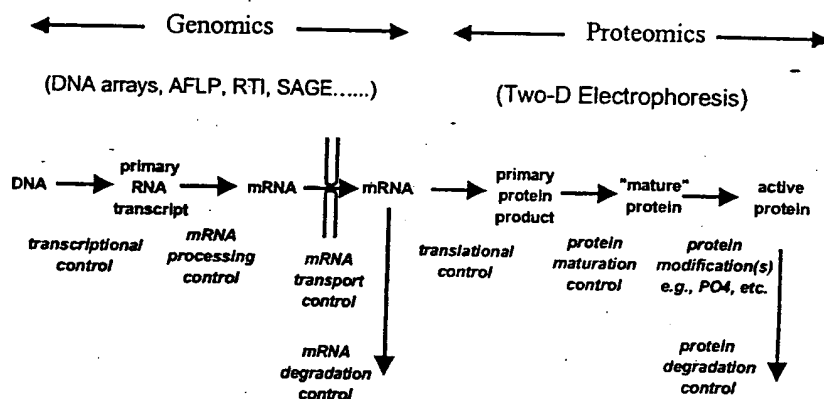 Genomics
Proteomics
(DNA arrays, AFLP, RTI, SAGE......)
(Two-D Electrophoresis)
DNA
primary
RNA
transcript
mRNA
mRNA
primary
protein
product
"mature"
protein
active
protein
transcriptional
control
mRNA
processing
control
mRNA
transport
control
translational
control
protein
maturation
control
protein
modification(s)
e.g., PO4, etc.
mRNA
degradation
control
protein
degradation
control